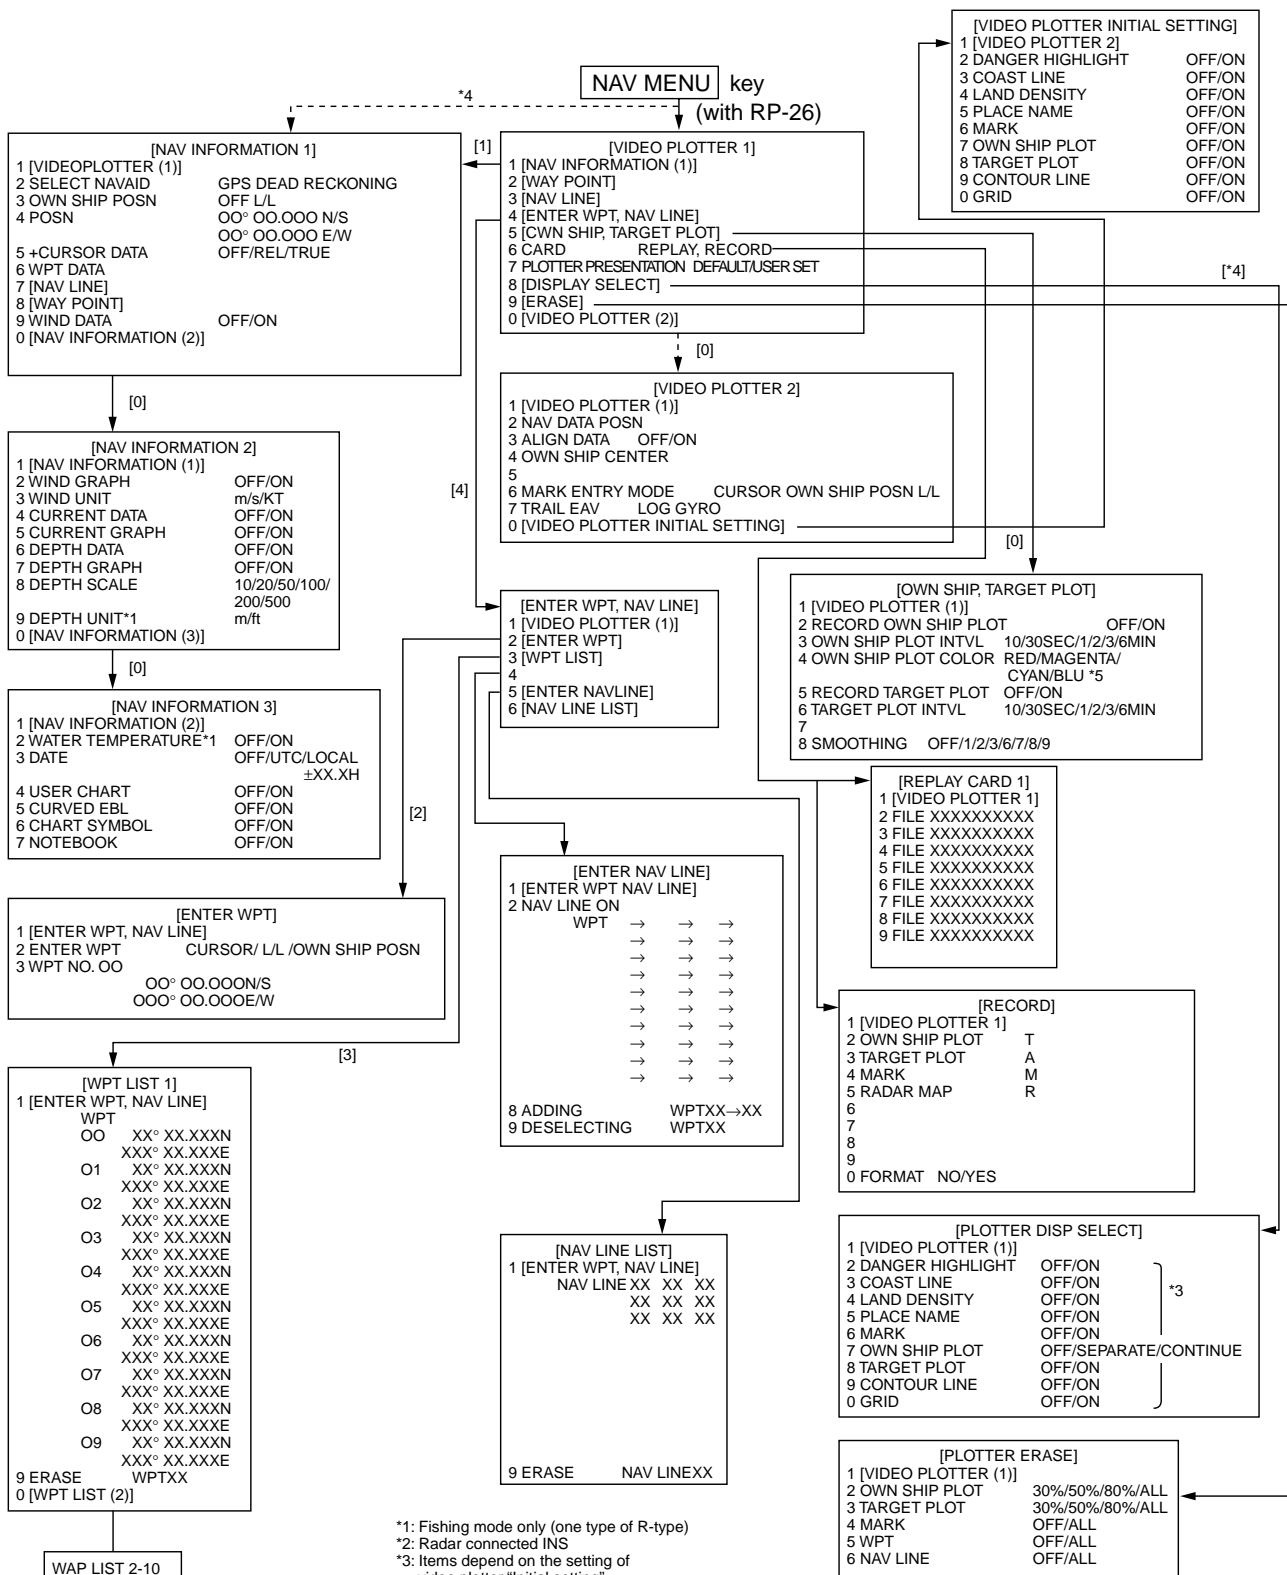 NAV MENU key
(with RP-26)
*4
[1]
[VIDEO PLOTTER INITIAL SETTING]
1 [VIDEO PLOTTER 2]
2 DANGER HIGHLIGHT OFF/ON
3 COAST LINE OFF/ON
4 LAND DENSITY OFF/ON
5 PLACE NAME OFF/ON
6 MARK OFF/ON
7 OWN SHIP PLOT OFF/ON
8 TARGET PLOT OFF/ON
9 CONTOUR LINE OFF/ON
0 GRID OFF/ON
[NAV INFORMATION 1]
1 [VIDEOPLOTTER (1)]
2 SELECT NAVAID GPS DEAD RECKONING
3 OWN SHIP POSN OFF L/L
4 POSN OO° OO.OOO N/S
OO° OO.OOO E/W
5 +CURSOR DATA OFF/REL/TRUE
6 WPT DATA
7 [NAV LINE]
8 [WAY POINT]
9 WIND DATA OFF/ON
0 [NAV INFORMATION (2)]
[0]
[VIDEO PLOTTER 1]
1 [NAV INFORMATION (1)]
2 [WAY POINT]
3 [NAV LINE]
4 [ENTER WPT, NAV LINE]
5 [CWN SHIP, TARGET PLOT]
6 CARD REPLAY, RECORD
7 PLOTTER PRESENTATION DEFAULT/USER SET
8 [DISPLAY SELECT]
9 [ERASE]
0 [VIDEO PLOTTER (2)]
[*4]
[0]
[VIDEO PLOTTER 2]
1 [VIDEO PLOTTER (1)]
2 NAV DATA POSN
3 ALIGN DATA OFF/ON
4 OWN SHIP CENTER
5
6 MARK ENTRY MODE CURSOR OWN SHIP POSN L/L
7 TRAIL EAV LOG GYRO
0 [VIDEO PLOTTER INITIAL SETTING]
[4]
[0]
[NAV INFORMATION 2]
1 [NAV INFORMATION (1)]
2 WIND GRAPH OFF/ON
3 WIND UNIT m/s/KT
4 CURRENT DATA OFF/ON
5 CURRENT GRAPH OFF/ON
6 DEPTH DATA OFF/ON
7 DEPTH GRAPH OFF/ON
8 DEPTH SCALE 10/20/50/100/
200/500
9 DEPTH UNIT*1 m/ft
0 [NAV INFORMATION (3)]
[0]
[ENTER WPT, NAV LINE]
1 [VIDEO PLOTTER (1)]
2 [ENTER WPT]
3 [WPT LIST]
4
5 [ENTER NAVLINE]
6 [NAV LINE LIST]
[OWN SHIP, TARGET PLOT]
1 [VIDEO PLOTTER (1)]
2 RECORD OWN SHIP PLOT OFF/ON
3 OWN SHIP PLOT INTVL 10/30SEC/1/2/3/6MIN
4 OWN SHIP PLOT COLOR RED/MAGENTA/
CYAN/BLU *5
5 RECORD TARGET PLOT OFF/ON
6 TARGET PLOT INTVL 10/30SEC/1/2/3/6MIN
7
8 SMOOTHING OFF/1/2/3/6/7/8/9
[NAV INFORMATION 3]
1 [NAV INFORMATION (2)]
2 WATER TEMPERATURE*1 OFF/ON
3 DATE OFF/UTC/LOCAL
±XX.XH
4 USER CHART OFF/ON
5 CURVED EBL OFF/ON
6 CHART SYMBOL OFF/ON
7 NOTEBOOK OFF/ON
[2]
[REPLAY CARD 1]
1 [VIDEO PLOTTER 1]
2 FILE XXXXXXXXXX
3 FILE XXXXXXXXXX
4 FILE XXXXXXXXXX
5 FILE XXXXXXXXXX
6 FILE XXXXXXXXXX
7 FILE XXXXXXXXXX
8 FILE XXXXXXXXXX
9 FILE XXXXXXXXXX
[ENTER WPT]
1 [ENTER WPT, NAV LINE]
2 ENTER WPT CURSOR/ L/L /OWN SHIP POSN
3 WPT NO. OO
OO° OO.OOON/S
OOO° OO.OOOE/W
[3]
[ENTER NAV LINE]
1 [ENTER WPT NAV LINE]
2 NAV LINE ON
WPT → → →
→ → →
→ → →
→ → →
→ → →
→ → →
→ → →
→ → →
→ → →
→ → →
8 ADDING WPTXX→XX
9 DESELECTING WPTXX
[RECORD]
1 [VIDEO PLOTTER 1]
2 OWN SHIP PLOT T
3 TARGET PLOT A
4 MARK M
5 RADAR MAP R
6
7
8
9
0 FORMAT NO/YES
[WPT LIST 1]
1 [ENTER WPT, NAV LINE]
WPT
OO XX° XX.XXXN
XXX° XX.XXXE
O1 XX° XX.XXXN
XXX° XX.XXXE
O2 XX° XX.XXXN
XXX° XX.XXXE
O3 XX° XX.XXXN
XXX° XX.XXXE
O4 XX° XX.XXXN
XXX° XX.XXXE
O5 XX° XX.XXXN
XXX° XX.XXXE
O6 XX° XX.XXXN
XXX° XX.XXXE
O7 XX° XX.XXXN
XXX° XX.XXXE
O8 XX° XX.XXXN
XXX° XX.XXXE
O9 XX° XX.XXXN
XXX° XX.XXXE
9 ERASE WPTXX
0 [WPT LIST (2)]
WAP LIST 2-10
[NAV LINE LIST]
1 [ENTER WPT, NAV LINE]
NAV LINE XX XX XX
XX XX XX
XX XX XX
9 ERASE NAV LINEXX
[PLOTTER DISP SELECT]
1 [VIDEO PLOTTER (1)]
2 DANGER HIGHLIGHT OFF/ON
3 COAST LINE OFF/ON
4 LAND DENSITY OFF/ON
5 PLACE NAME OFF/ON
6 MARK OFF/ON
7 OWN SHIP PLOT OFF/SEPARATE/CONTINUE
8 TARGET PLOT OFF/ON
9 CONTOUR LINE OFF/ON
0 GRID OFF/ON
*3
[PLOTTER ERASE]
1 [VIDEO PLOTTER (1)]
2 OWN SHIP PLOT 30%/50%/80%/ALL
3 TARGET PLOT 30%/50%/80%/ALL
4 MARK OFF/ALL
5 WPT OFF/ALL
6 NAV LINE OFF/ALL
*1: Fishing mode only (one type of R-type)
*2: Radar connected INS
*3: Items depend on the setting of
video plotter "Initial setting"